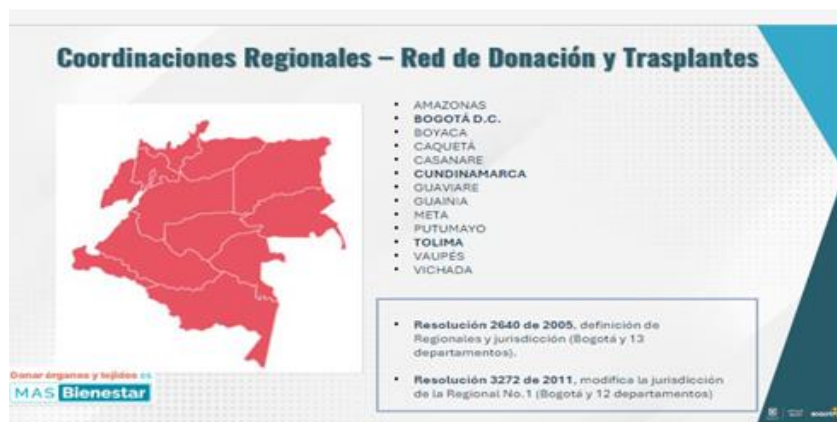 Coordinaciones Regionales – Red de Donación y Trasplantes
• AMAZONAS
• BOGOTÁ D.C.
• BOYACA
• CAQUETÁ
• CASANARE
• CUNDINAMARCA
• GUAVIARE
• GUAINIA
• META
• PUTUMAYO
• TOLIMA
• VAUPÉS
• VICHADA
• Resolución 2640 de 2005, definición de
Regionales y jurisdicción (Bogotá y 13
departamentos).
• Resolución 3272 de 2011, modifica la jurisdicción
de la Regional No.1 (Bogotá y 12 departamentos)
Donar órganos y tejidos es
MAS Bienestar
BOGOTÁ